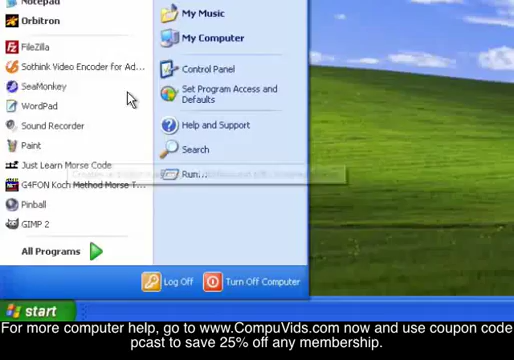 Notepad
Orbitron
FileZilla
Sothink Video Encoder for Ad...
SeaMonkey
WordPad
Sound Recorder
Paint
Just Learn Morse Code
G4FON Koch Method Morse T...
Pinball
GIMP 2
All Programs
My Music
My Computer
Control Panel
Set Program Access and
Defaults
Help and Support
Search
Run...
Log Off
Turn Off Computer
start
For more computer help, go to www.CompuVids.com now and use coupon code
pcast to save 25% off any membership.